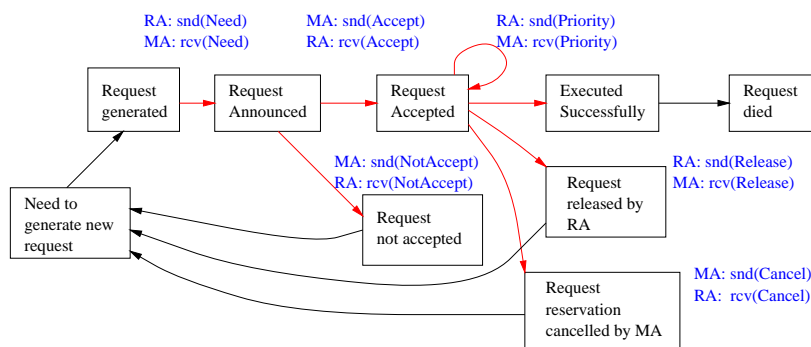 RA: snd(Need)
MA: rcv(Need)
MA: snd(Accept)
RA: rcv(Accept)
RA: snd(Priority)
MA: rcv(Priority)
Request
generated
Request
Announced
Request
Accepted
Executed
Successfully
Request
died
MA: snd(NotAccept)
RA: rcv(NotAccept)
RA: snd(Release)
MA: rcv(Release)
Need to
generate new
request
Request
not accepted
Request
released by
RA
Request
reservation
cancelled by MA
MA: snd(Cancel)
RA: rcv(Cancel)